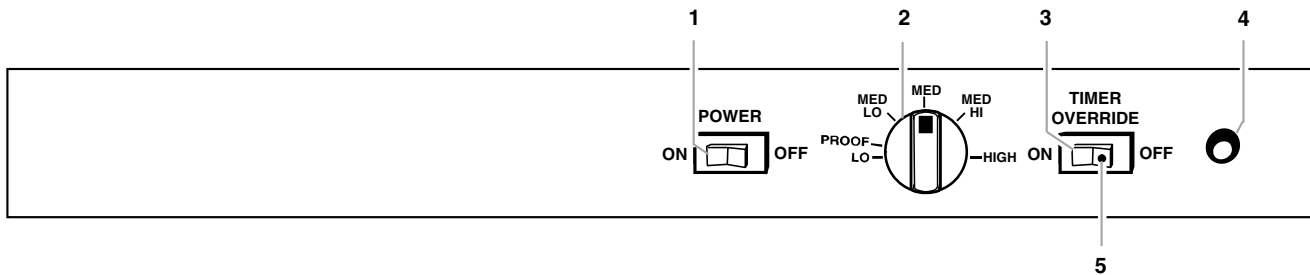 1
2
3
4
POWER
ON
OFF
MED
LO
MED
MED
HI
PROOF
LO
HIGH
TIMER
OVERRIDE
ON
OFF
5